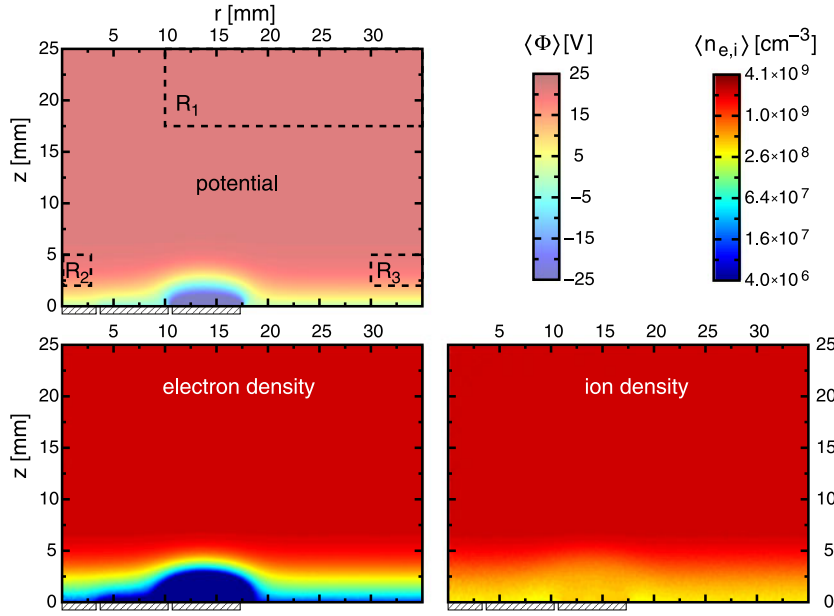 r [mm]
5 10 15 20 25 30
⟨Φ⟩ [V]
⟨n_e,i⟩ [cm⁻³]
z [mm]
25
20
15
10
5
0
R₁
potential
R₂
R₃
25
15
5
−5
−15
−25
4.1×10⁹
1.0×10⁹
2.6×10⁸
6.4×10⁷
1.6×10⁷
4.0×10⁶
5 10 15 20 25 30
z [mm]
25
20
15
10
5
0
electron density
5 10 15 20 25 30
ion density
25
20
15
10
5
0